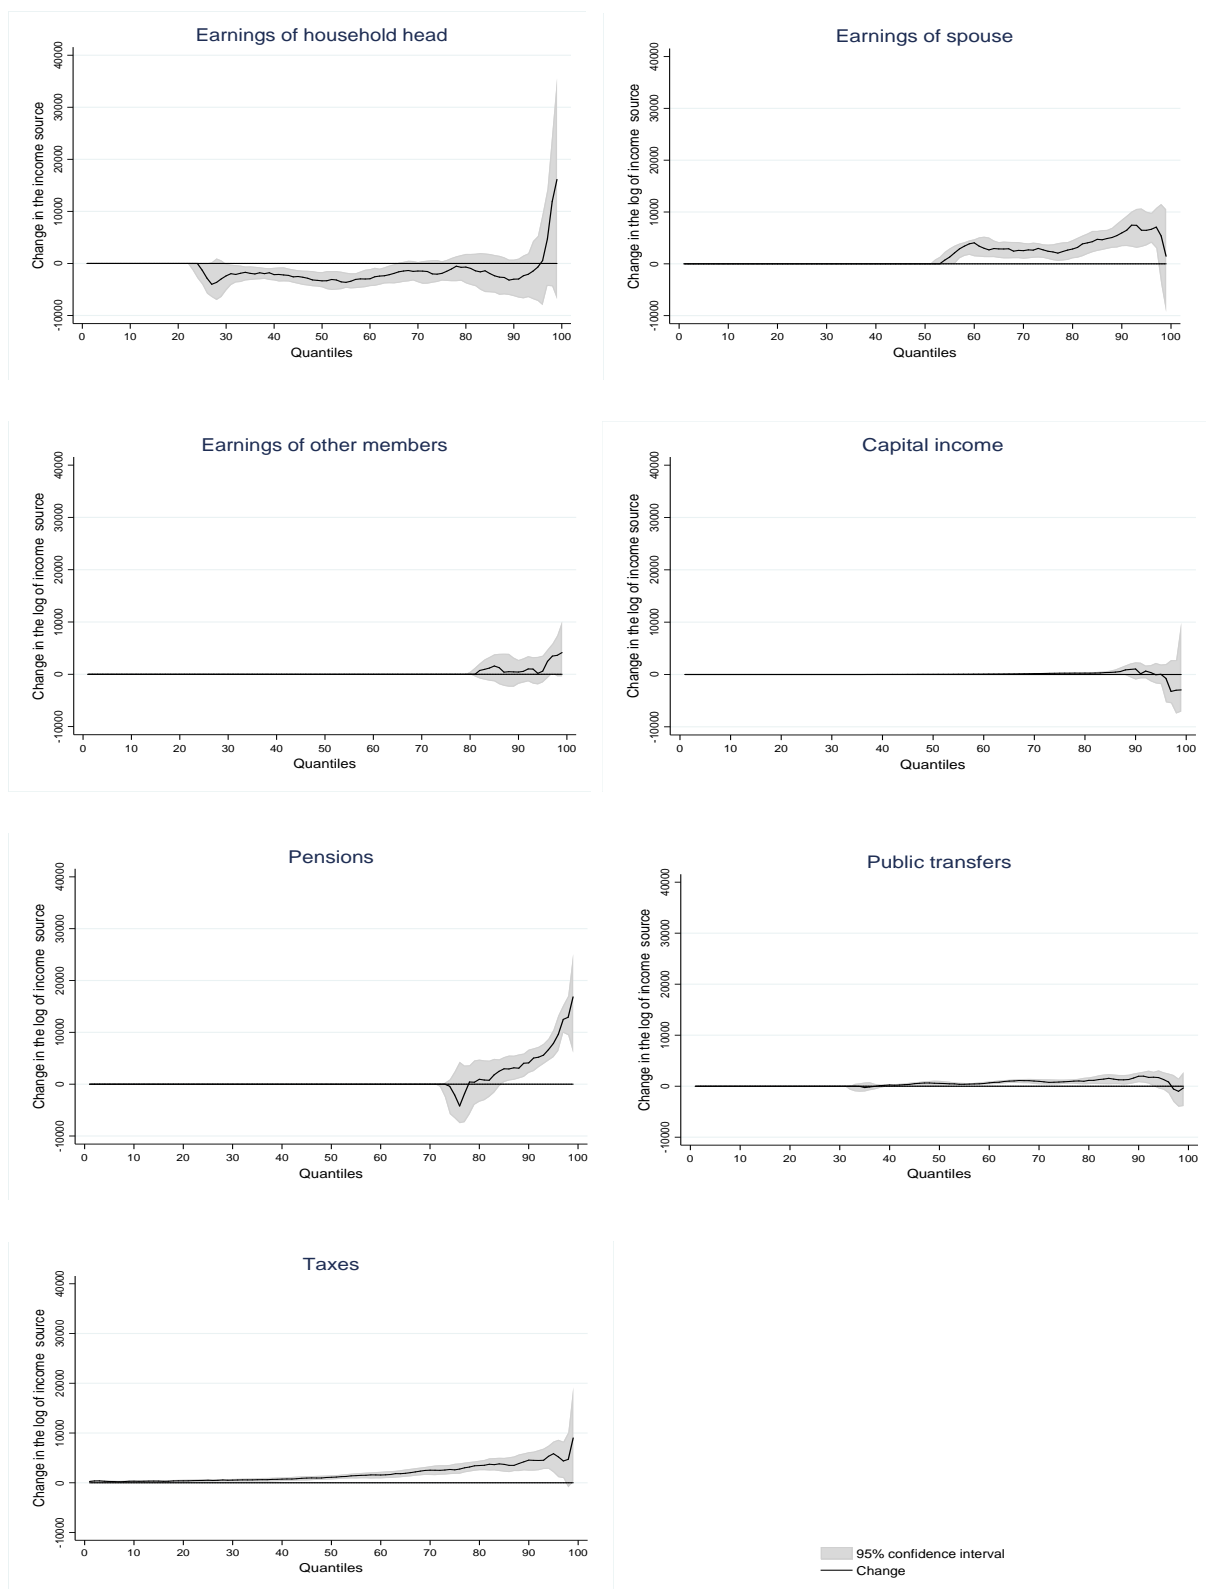 Earnings of household head
Change in the income source
40000
30000
20000
10000
0
-10000
0 10 20 30 40 50 60 70 80 90 100
Quantiles
Earnings of spouse
Change in the log of income source
40000
30000
20000
10000
0
-10000
0 10 20 30 40 50 60 70 80 90 100
Quantiles
Earnings of other members
Change in the log of income source
40000
30000
20000
10000
0
-10000
0 10 20 30 40 50 60 70 80 90 100
Quantiles
Capital income
Change in the log of income source
40000
30000
20000
10000
0
-10000
0 10 20 30 40 50 60 70 80 90 100
Quantiles
Pensions
Change in the log of income source
40000
30000
20000
10000
0
-10000
0 10 20 30 40 50 60 70 80 90 100
Quantiles
Public transfers
Change in the log of income source
40000
30000
20000
10000
0
-10000
0 10 20 30 40 50 60 70 80 90 100
Quantiles
Taxes
Change in the log of income source
40000
30000
20000
10000
0
-10000
0 10 20 30 40 50 60 70 80 90 100
Quantiles
95% confidence interval
Change